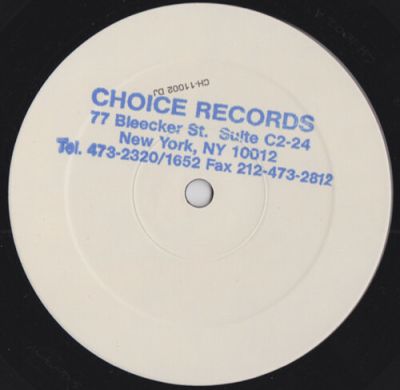 CH-11002 DJ
CHOICE RECORDS
77 Bleecker St. Suite C2-24
New York, NY 10012
Tel. 473-2320/1652 Fax 212-473-2812